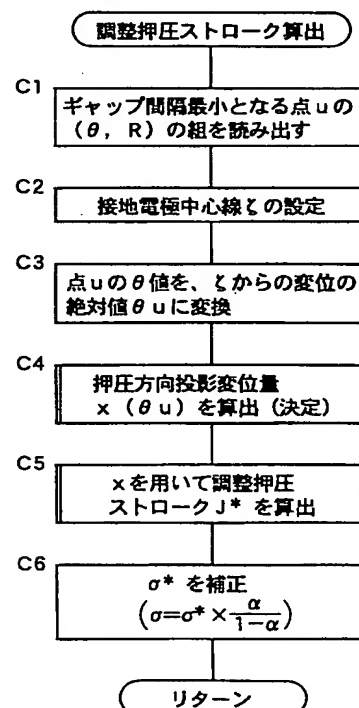 調整押圧ストローク算出
C1
ギャップ間隔最小となる点uの
(θ, R) の組を読み出す
C2
接地電極中心線ζの設定
C3
点uのθ値を、ζからの変位の
絶対値θuに変換
C4
押圧方向投影変位量
x (θu) を算出 (決定)
C5
xを用いて調整押圧
ストロークJ* を算出
C6
σ* を補正
(σ=σ* × α/1−α)
リターン